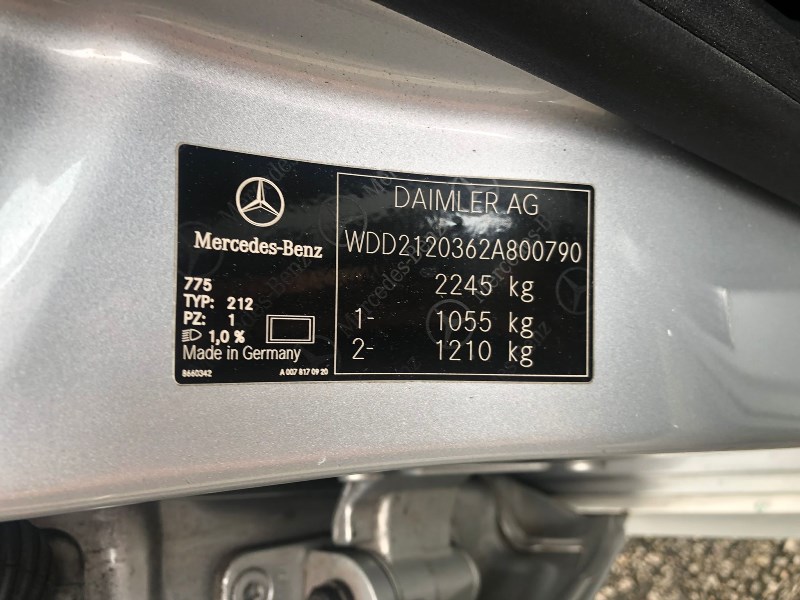 Mercedes-Benz
775
TYP: 212
PZ: 1
1,0 %
Made in Germany
8660342
A 007 817 09 20
DAIMLER AG
WDD2120362A800790
2245 kg
1- 1055 kg
2- 1210 kg